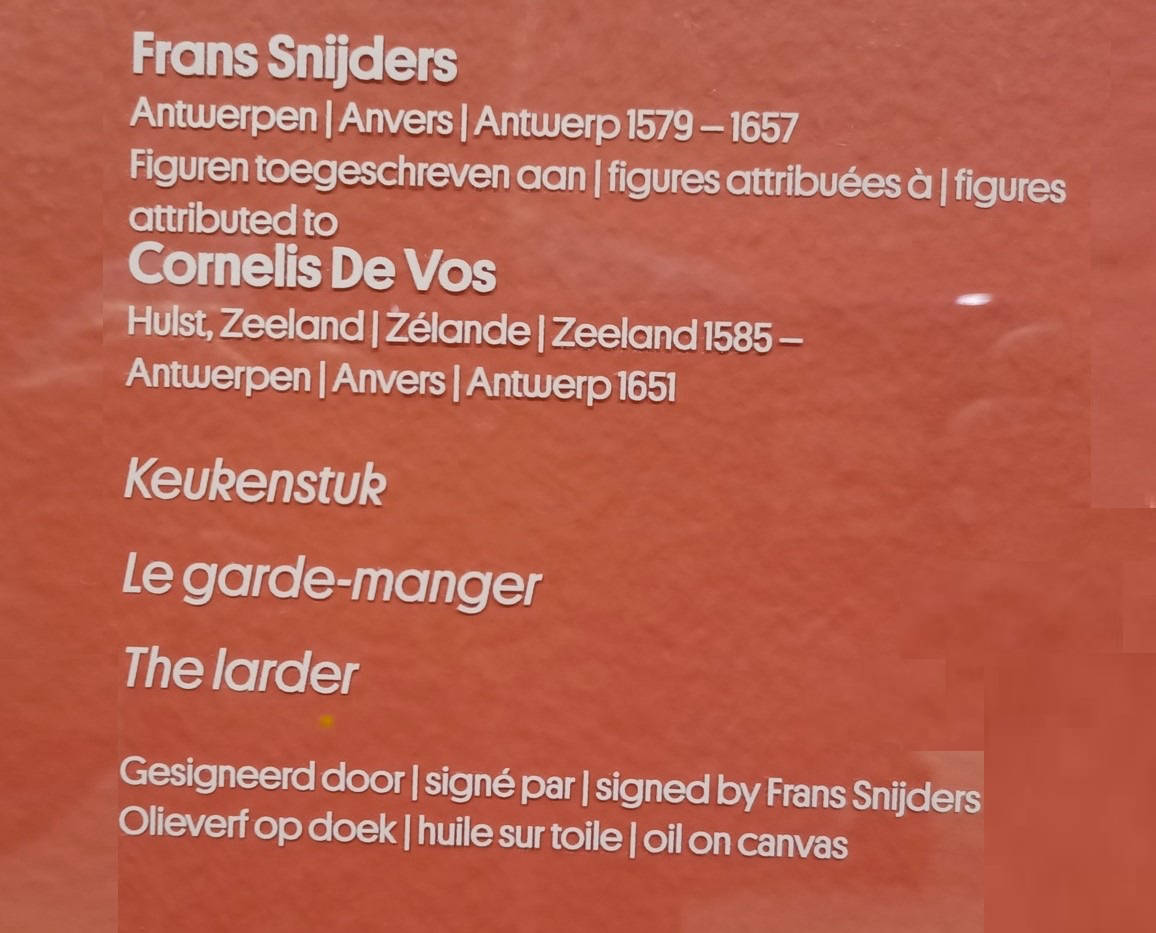 Frans Snijders
Antwerpen | Anvers | Antwerp 1579 – 1657
Figuren toegeschreven aan | figures attribuées à | figures
attributed to
Cornelis De Vos
Hulst, Zeeland | Zélande | Zeeland 1585 –
Antwerpen | Anvers | Antwerp 1651
Keukenstuk
Le garde-manger
The larder
Gesigneerd door | signé par | signed by Frans Snijders
Olieverf op doek | huile sur toile | oil on canvas